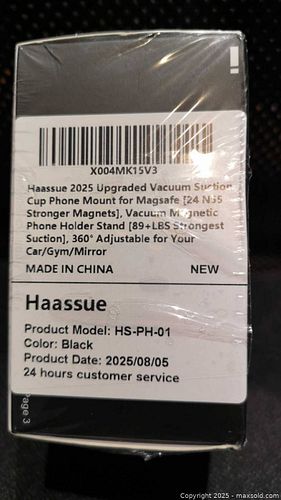 X004MK15V3
Haassue 2025 Upgraded Vacuum Suction
Cup Phone Mount for Magsafe [24 N55
Stronger Magnets], Vacuum Magnetic
Phone Holder Stand [89+LBS Strongest
Suction], 360° Adjustable for Your
Car/Gym/Mirror
MADE IN CHINA NEW
Haassue
Product Model: HS-PH-01
Color: Black
Product Date: 2025/08/05
24 hours customer service
Page 3
Copyright © 2025 - maxsold.com